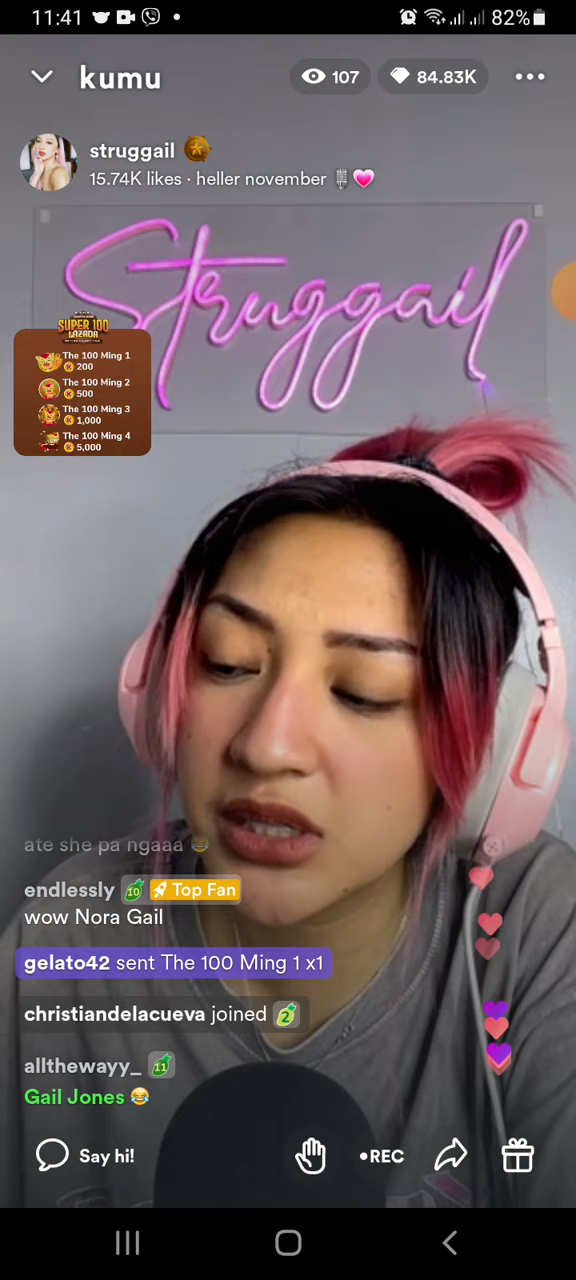 11:41
82%
kumu
107
84.83K
struggail
15.74K likes · heller november
Struggail
SUPER 100
LAZADA
The 100 Ming 1
200
The 100 Ming 2
500
The 100 Ming 3
1,000
The 100 Ming 4
5,000
ate she pa ngaaa
endlessly 10 Top Fan
wow Nora Gail
gelato42 sent The 100 Ming 1 x1
christiandelacueva joined 2
allthewayy_ 11
Gail Jones
Say hi!
•REC